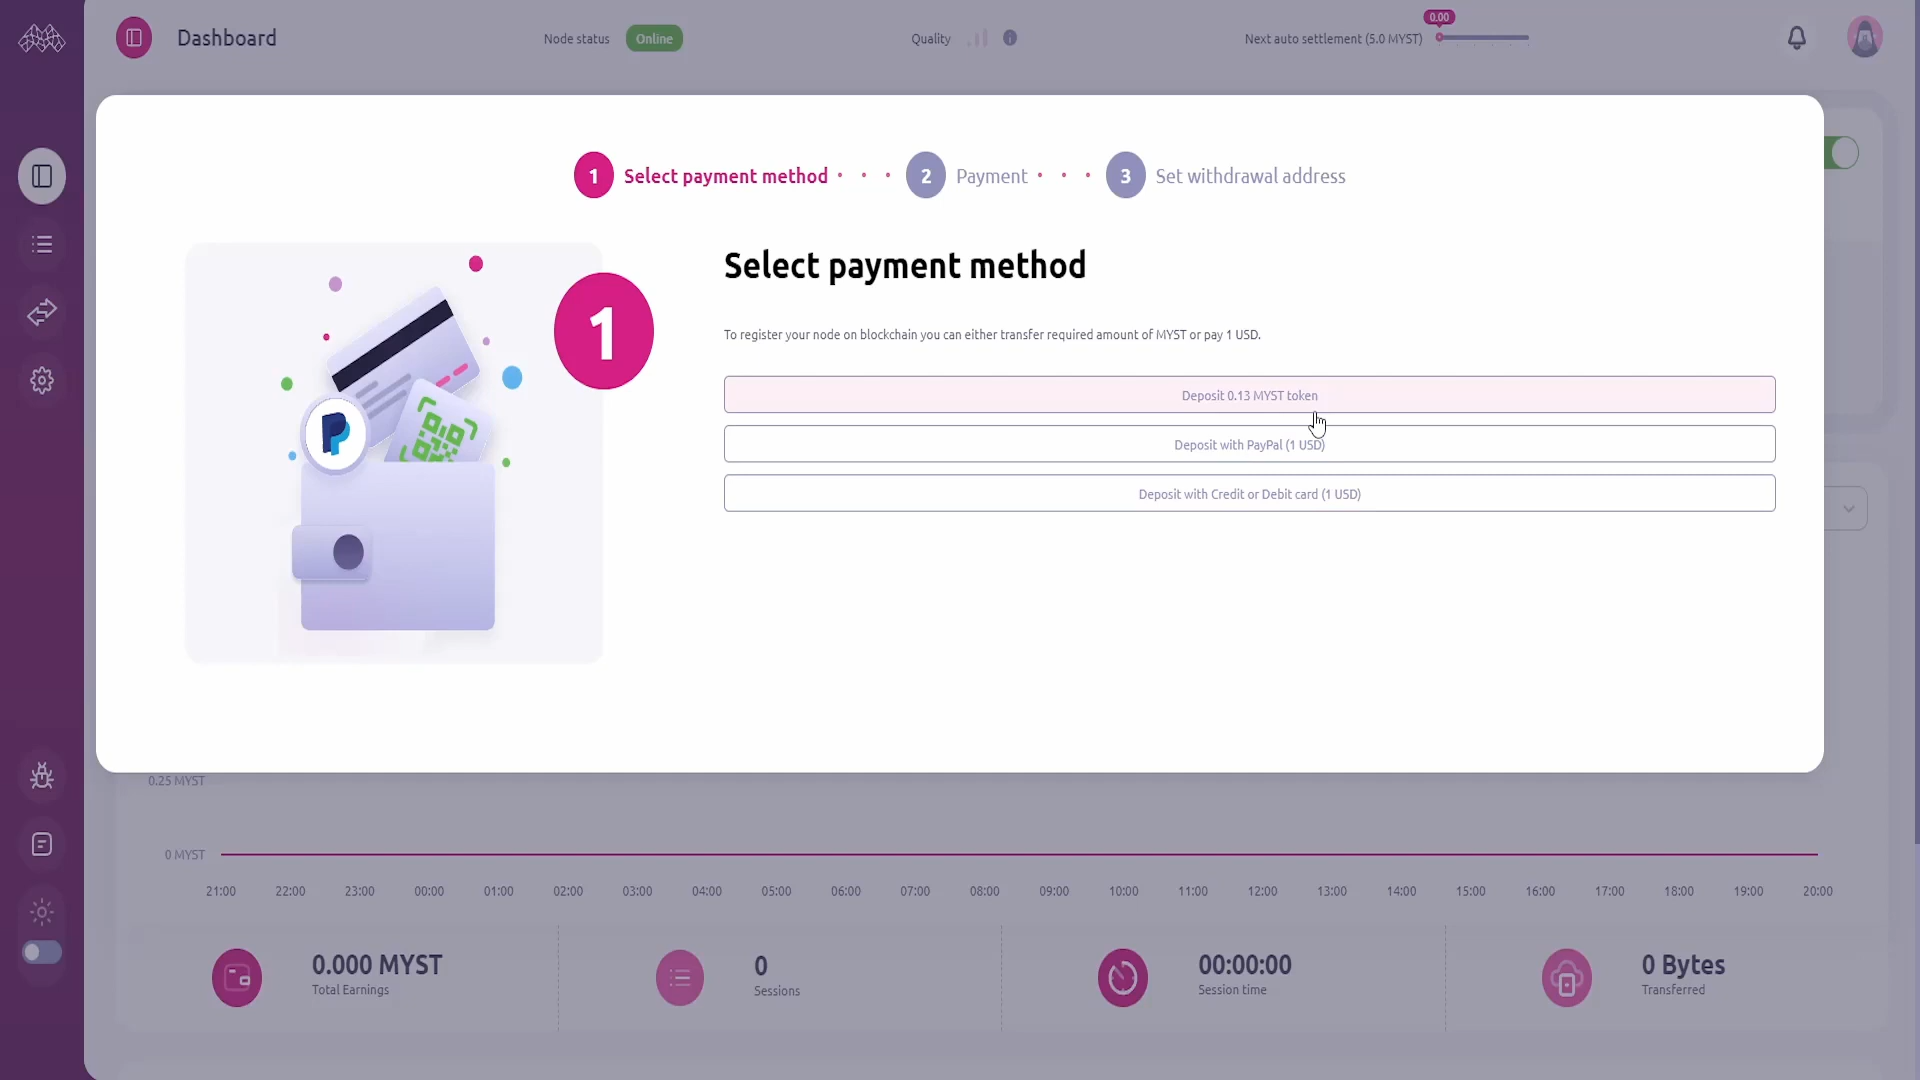 Dashboard
Node status Online
Quality
Next auto settlement (5.0 MYST) 0.00
1 Select payment method 2 Payment 3 Set withdrawal address
1
Select payment method
To register your node on blockchain you can either transfer required amount of MYST or pay 1 USD.
Deposit 0.13 MYST token
Deposit with PayPal (1 USD)
Deposit with Credit or Debit card (1 USD)
0.25 MYST
0 MYST
21:00 22:00 23:00 00:00 01:00 02:00 03:00 04:00 05:00 06:00 07:00 08:00 09:00 10:00 11:00 12:00 13:00 14:00 15:00 16:00 17:00 18:00 19:00 20:00
0.000 MYST
Total Earnings
0
Sessions
00:00:00
Session time
0 Bytes
Transferred